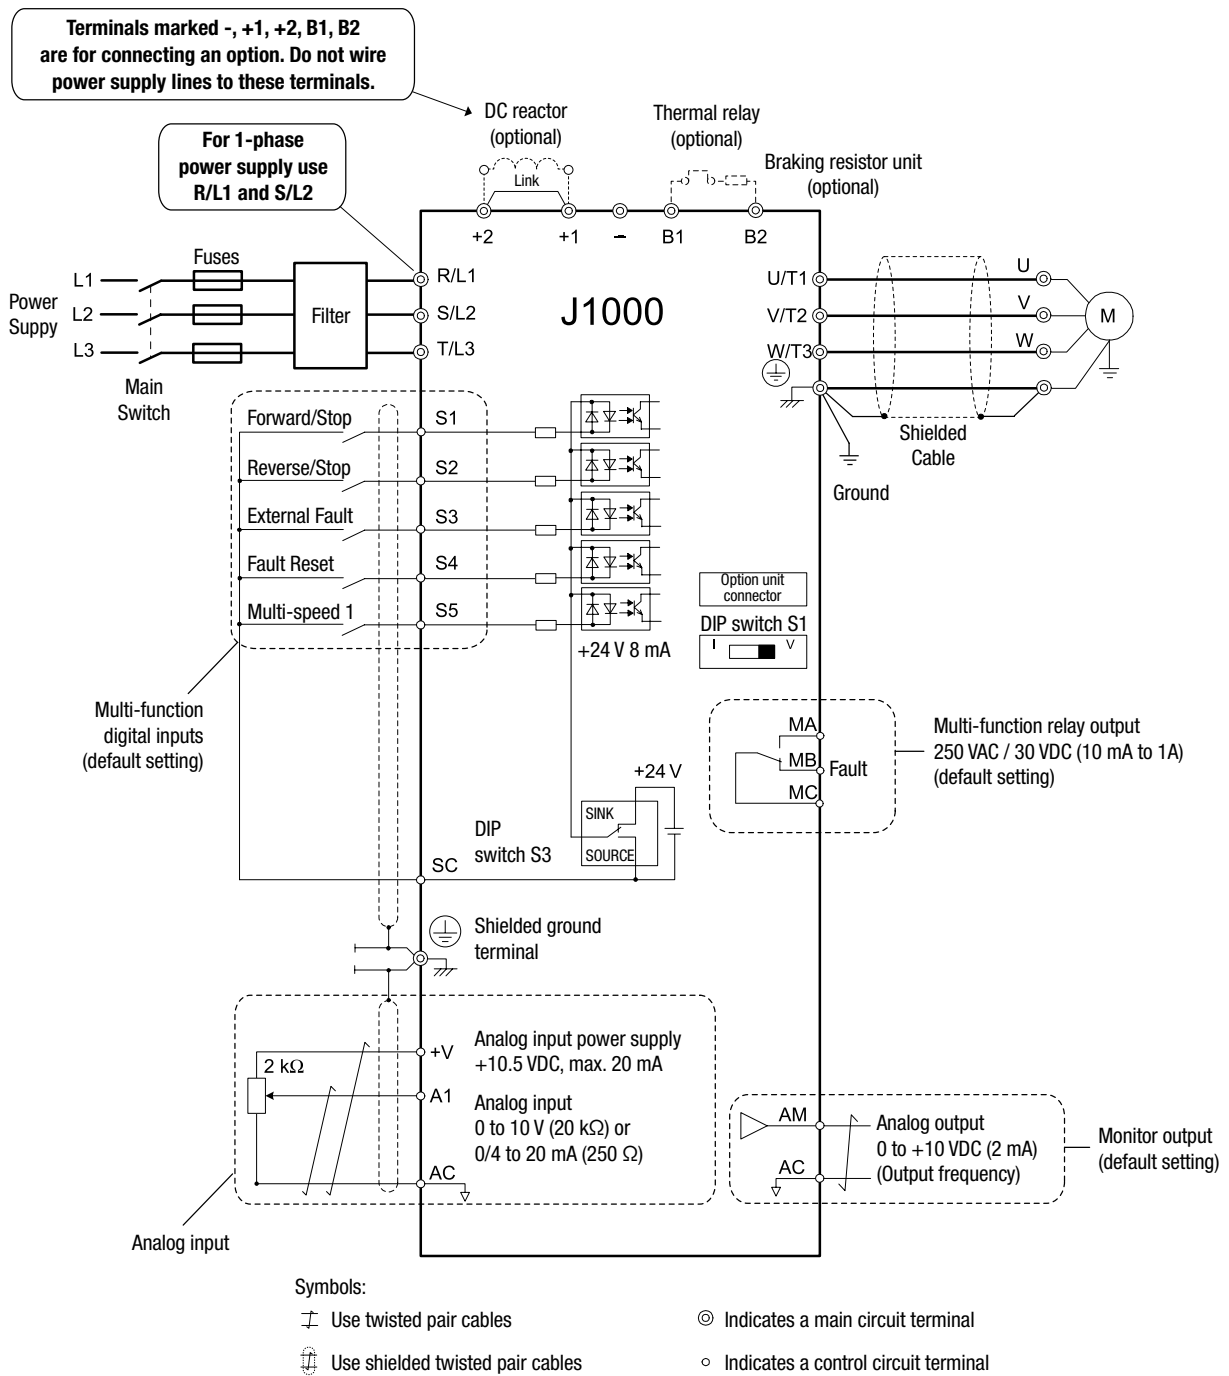 Terminals marked -, +1, +2, B1, B2
are for connecting an option. Do not wire
power supply lines to these terminals.
DC reactor
(optional)
Thermal relay
(optional)
Braking resistor unit
(optional)
For 1-phase
power supply use
R/L1 and S/L2
Link
+2
+1
–
B1
B2
Fuses
L1
L2
L3
Power
Suppy
Main
Switch
Filter
R/L1
S/L2
T/L3
J1000
U/T1
V/T2
W/T3
U
V
W
M
Shielded
Cable
Ground
Forward/Stop
S1
Reverse/Stop
S2
External Fault
S3
Fault Reset
S4
Multi-speed 1
S5
+24 V 8 mA
Option unit
connector
DIP switch S1
I
V
Multi-function
digital inputs
(default setting)
MA
MB
MC
Fault
Multi-function relay output
250 VAC / 30 VDC (10 mA to 1A)
(default setting)
+24 V
SINK
SOURCE
DIP
switch S3
SC
Shielded ground
terminal
2 kΩ
+V
Analog input power supply
+10.5 VDC, max. 20 mA
A1
Analog input
0 to 10 V (20 kΩ) or
0/4 to 20 mA (250 Ω)
AC
Analog input
AM
AC
Analog output
0 to +10 VDC (2 mA)
(Output frequency)
Monitor output
(default setting)
Symbols:
Use twisted pair cables
Use shielded twisted pair cables
Indicates a main circuit terminal
Indicates a control circuit terminal